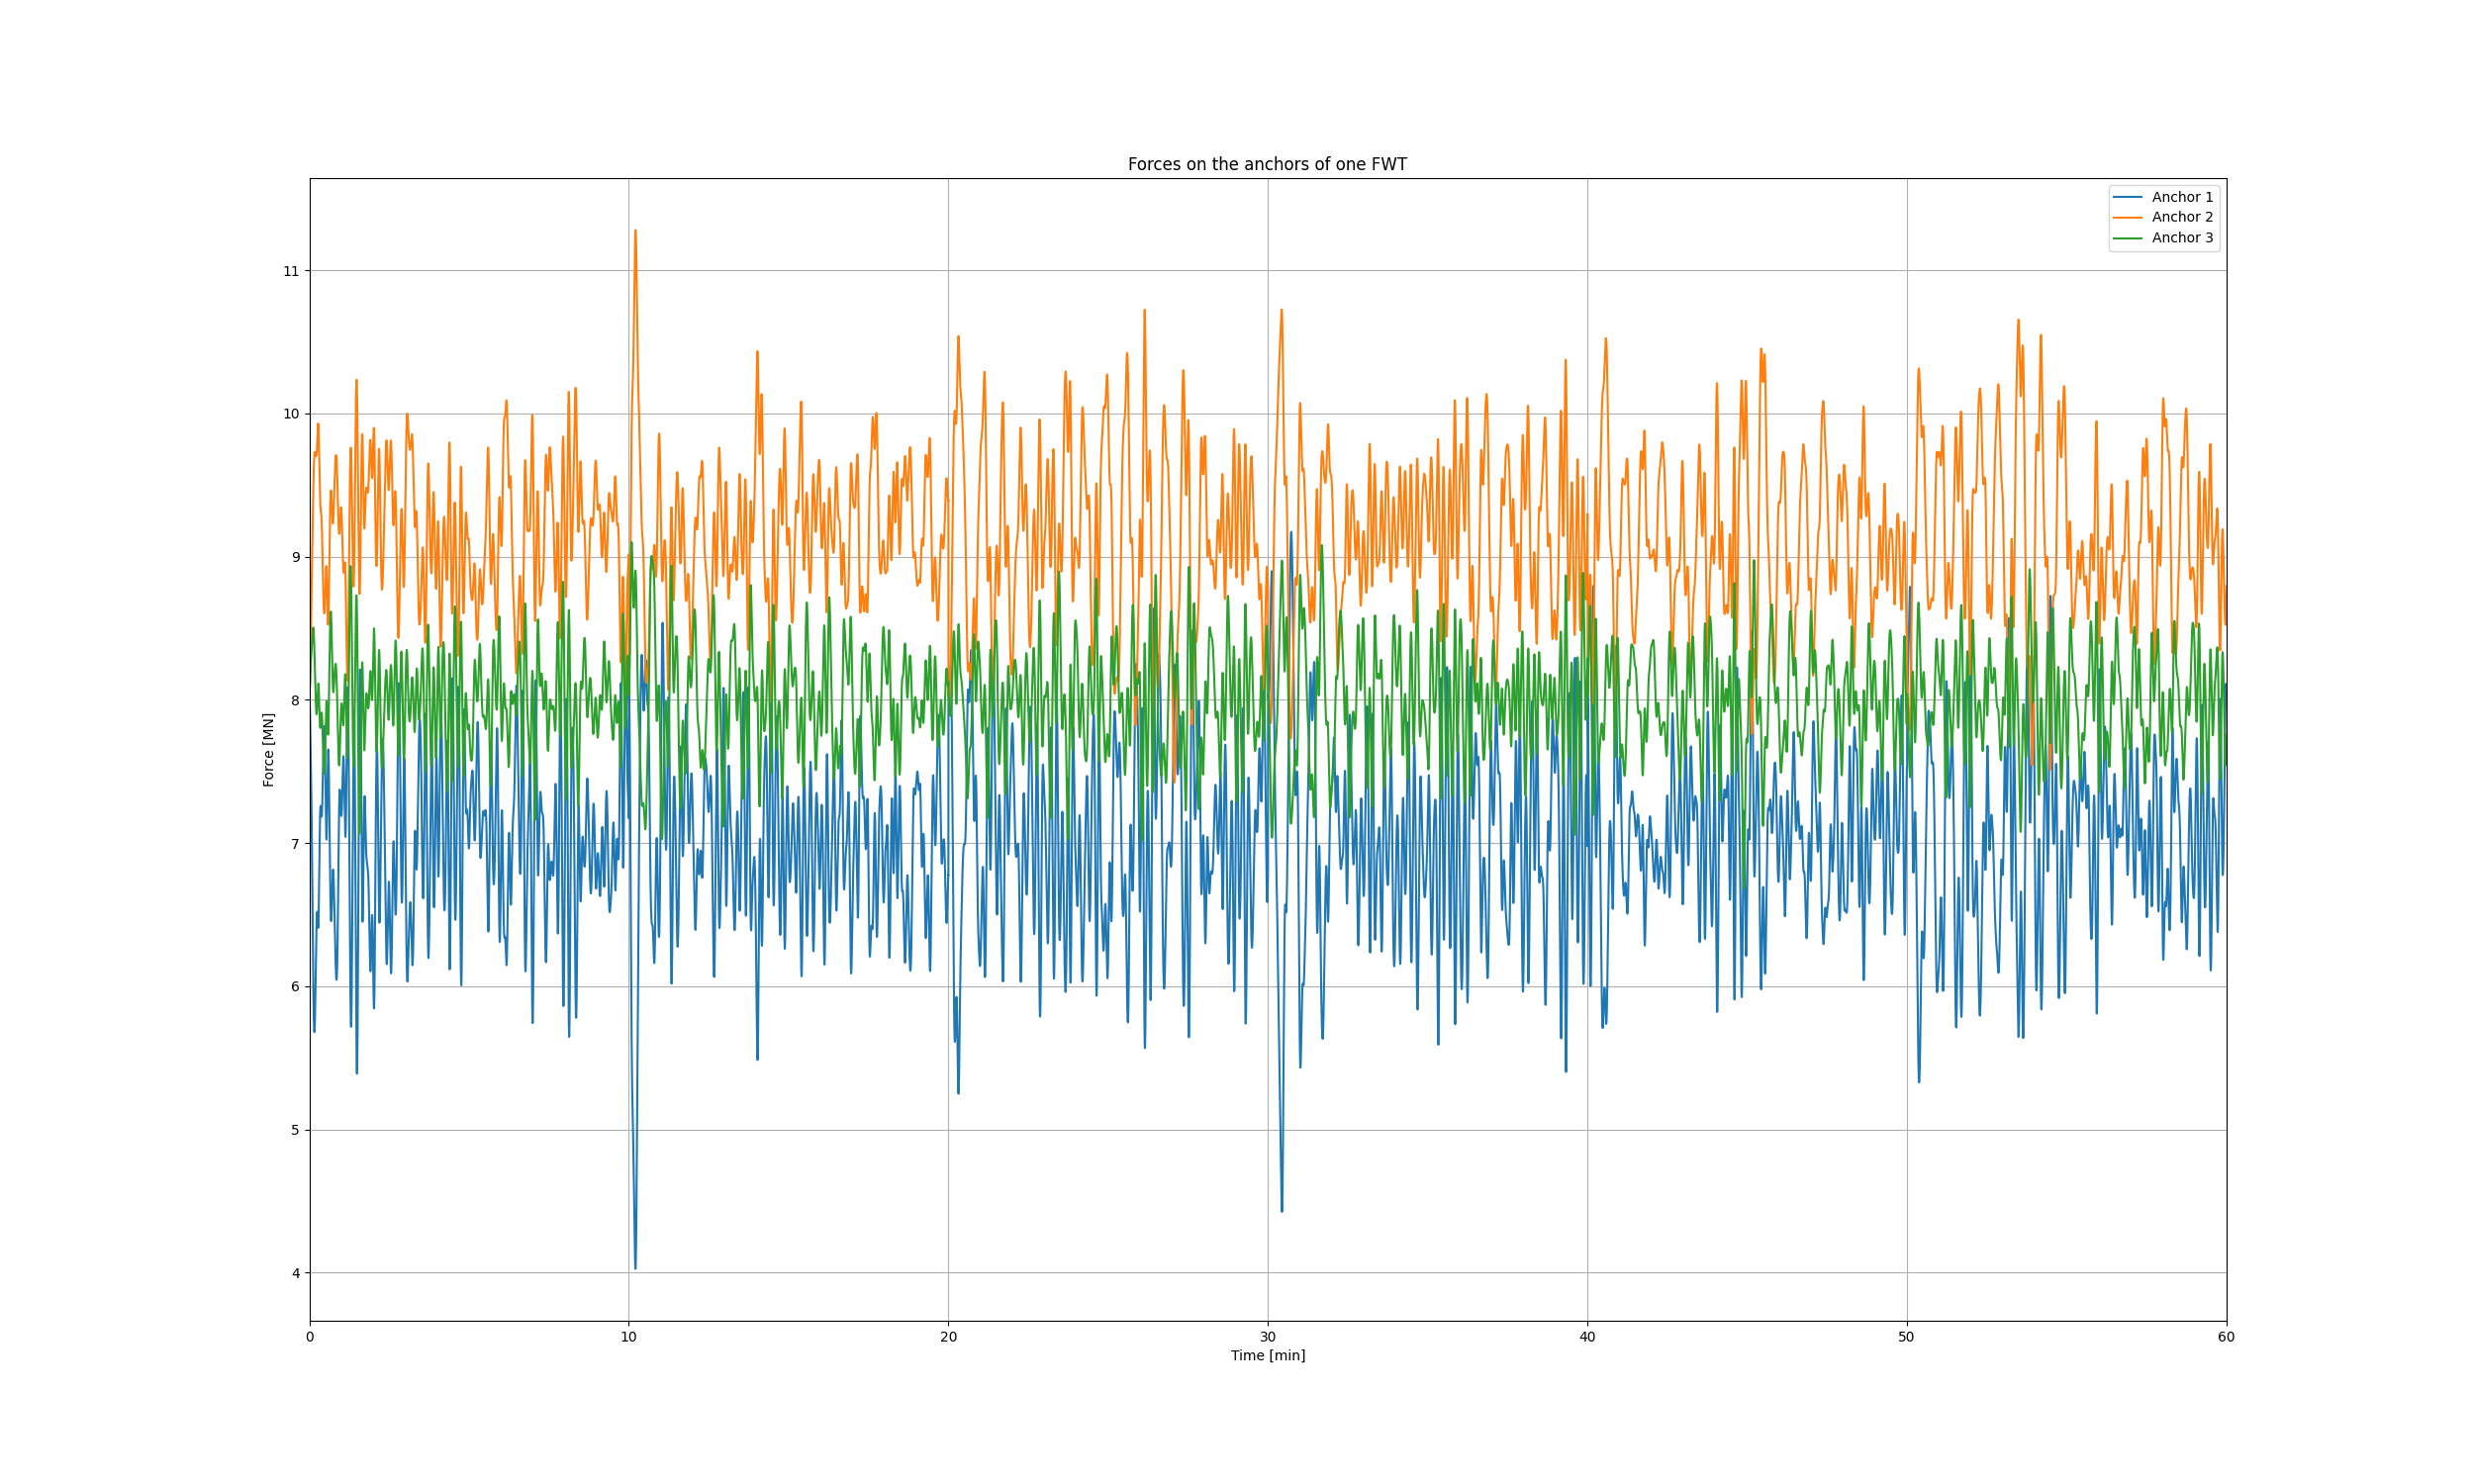 Forces on the anchors of one FWT
Anchor 1
Anchor 2
Anchor 3
11
10
9
8
7
6
5
4
Force [MN]
0 10 20 30 40 50 60
Time [min]